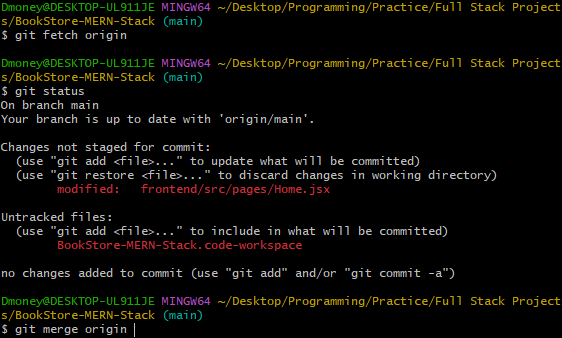 Dmoney@DESKTOP-UL911JE MINGW64 ~/Desktop/Programming/Practice/Full Stack Project
s/BookStore-MERN-Stack (main)
$ git fetch origin

Dmoney@DESKTOP-UL911JE MINGW64 ~/Desktop/Programming/Practice/Full Stack Project
s/BookStore-MERN-Stack (main)
$ git status
On branch main
Your branch is up to date with 'origin/main'.

Changes not staged for commit:
  (use "git add <file>..." to update what will be committed)
  (use "git restore <file>..." to discard changes in working directory)
        modified:   frontend/src/pages/Home.jsx

Untracked files:
  (use "git add <file>..." to include in what will be committed)
        BookStore-MERN-Stack.code-workspace

no changes added to commit (use "git add" and/or "git commit -a")

Dmoney@DESKTOP-UL911JE MINGW64 ~/Desktop/Programming/Practice/Full Stack Project
s/BookStore-MERN-Stack (main)
$ git merge origin